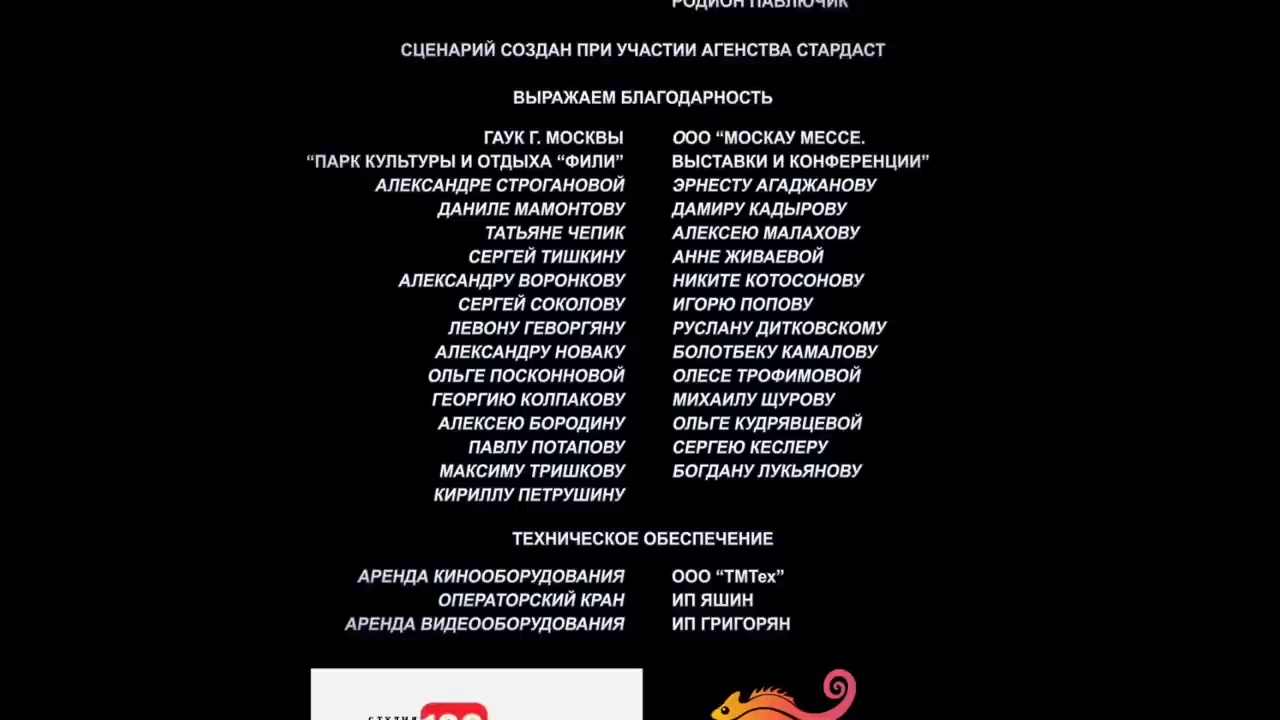 РОДИОН ПАВЛЮЧИК
СЦЕНАРИЙ СОЗДАН ПРИ УЧАСТИИ АГЕНСТВА СТАРДАСТ
ВЫРАЖАЕМ БЛАГОДАРНОСТЬ
ГАУК Г. МОСКВЫ
“ПАРК КУЛЬТУРЫ И ОТДЫХА “ФИЛИ”
АЛЕКСАНДРЕ СТРОГАНОВОЙ
ДАНИЛЕ МАМОНТОВУ
ТАТЬЯНЕ ЧЕПИК
СЕРГЕЙ ТИШКИНУ
АЛЕКСАНДРУ ВОРОНКОВУ
СЕРГЕЙ СОКОЛОВУ
ЛЕВОНУ ГЕВОРГЯНУ
АЛЕКСАНДРУ НОВАКУ
ОЛЬГЕ ПОСКОННОВОЙ
ГЕОРГИЮ КОЛПАКОВУ
АЛЕКСЕЮ БОРОДИНУ
ПАВЛУ ПОТАПОВУ
МАКСИМУ ТРИШКОВУ
КИРИЛЛУ ПЕТРУШИНУ
ООО “МОСКАУ МЕССЕ.
ВЫСТАВКИ И КОНФЕРЕНЦИИ”
ЭРНЕСТУ АГАДЖАНОВУ
ДАМИРУ КАДЫРОВУ
АЛЕКСЕЮ МАЛАХОВУ
АННЕ ЖИВАЕВОЙ
НИКИТЕ КОТОСОНОВУ
ИГОРЮ ПОПОВУ
РУСЛАНУ ДИТКОВСКОМУ
БОЛОТБЕКУ КАМАЛОВУ
ОЛЕСЕ ТРОФИМОВОЙ
МИХАИЛУ ЩУРОВУ
ОЛЬГЕ КУДРЯВЦЕВОЙ
СЕРГЕЮ КЕСЛЕРУ
БОГДАНУ ЛУКЬЯНОВУ
ТЕХНИЧЕСКОЕ ОБЕСПЕЧЕНИЕ
АРЕНДА КИНООБОРУДОВАНИЯ ООО “ТМТех”
ОПЕРАТОРСКИЙ КРАН ИП ЯШИН
АРЕНДА ВИДЕООБОРУДОВАНИЯ ИП ГРИГОРЯН